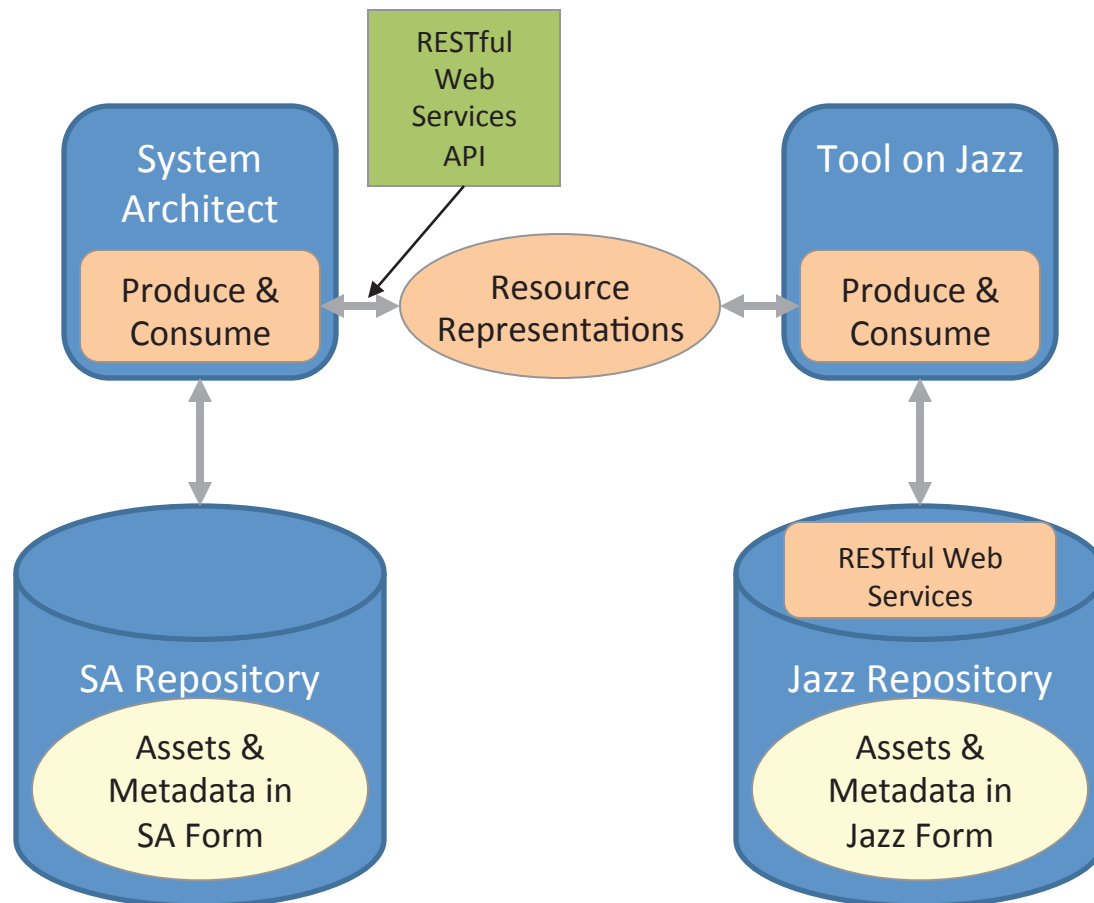 RESTful
Web
Services
API
System
Architect
Produce &
Consume
Resource
Representations
Tool on Jazz
Produce &
Consume
SA Repository
Assets &
Metadata in
SA Form
RESTful Web
Services
Jazz Repository
Assets &
Metadata in
Jazz Form